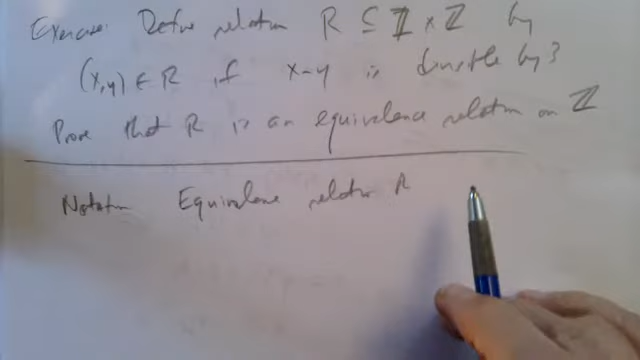 Exercise: Define relation R ⊆ ℤ × ℤ by
(x,y) ∈ R if x-y is divisible by 3
Prove that R is an equivalence relation on ℤ
Notation Equivalence relation R